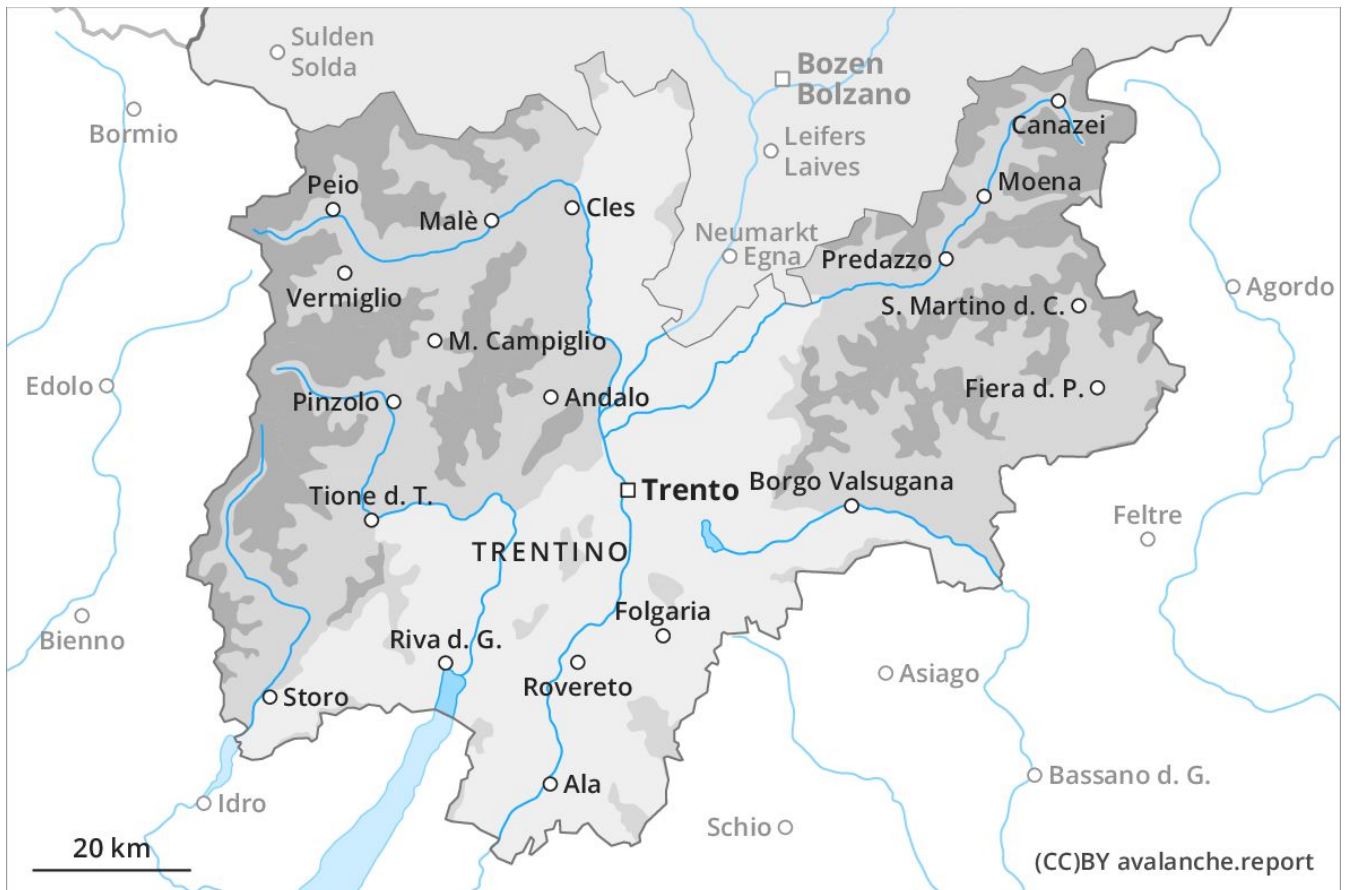 Sulden
Solda
Bozen
Bolzano
Bormio
Canazei
Leifers
Laives
Peio
Moena
Malè
Cles
Neumarkt
Egna
Predazzo
Vermiglio
Agordo
S. Martino d. C.
M. Campiglio
Edolo
Pinzolo
Andalo
Fiera d. P.
Trento
Borgo Valsugana
Tione d. T.
Feltre
TRENTINO
Folgaria
Bienno
Riva d. G.
Asiago
Rovereto
Storo
Bassano d. G.
Ala
Idro
Schio
20 km
(CC)BY avalanche.report